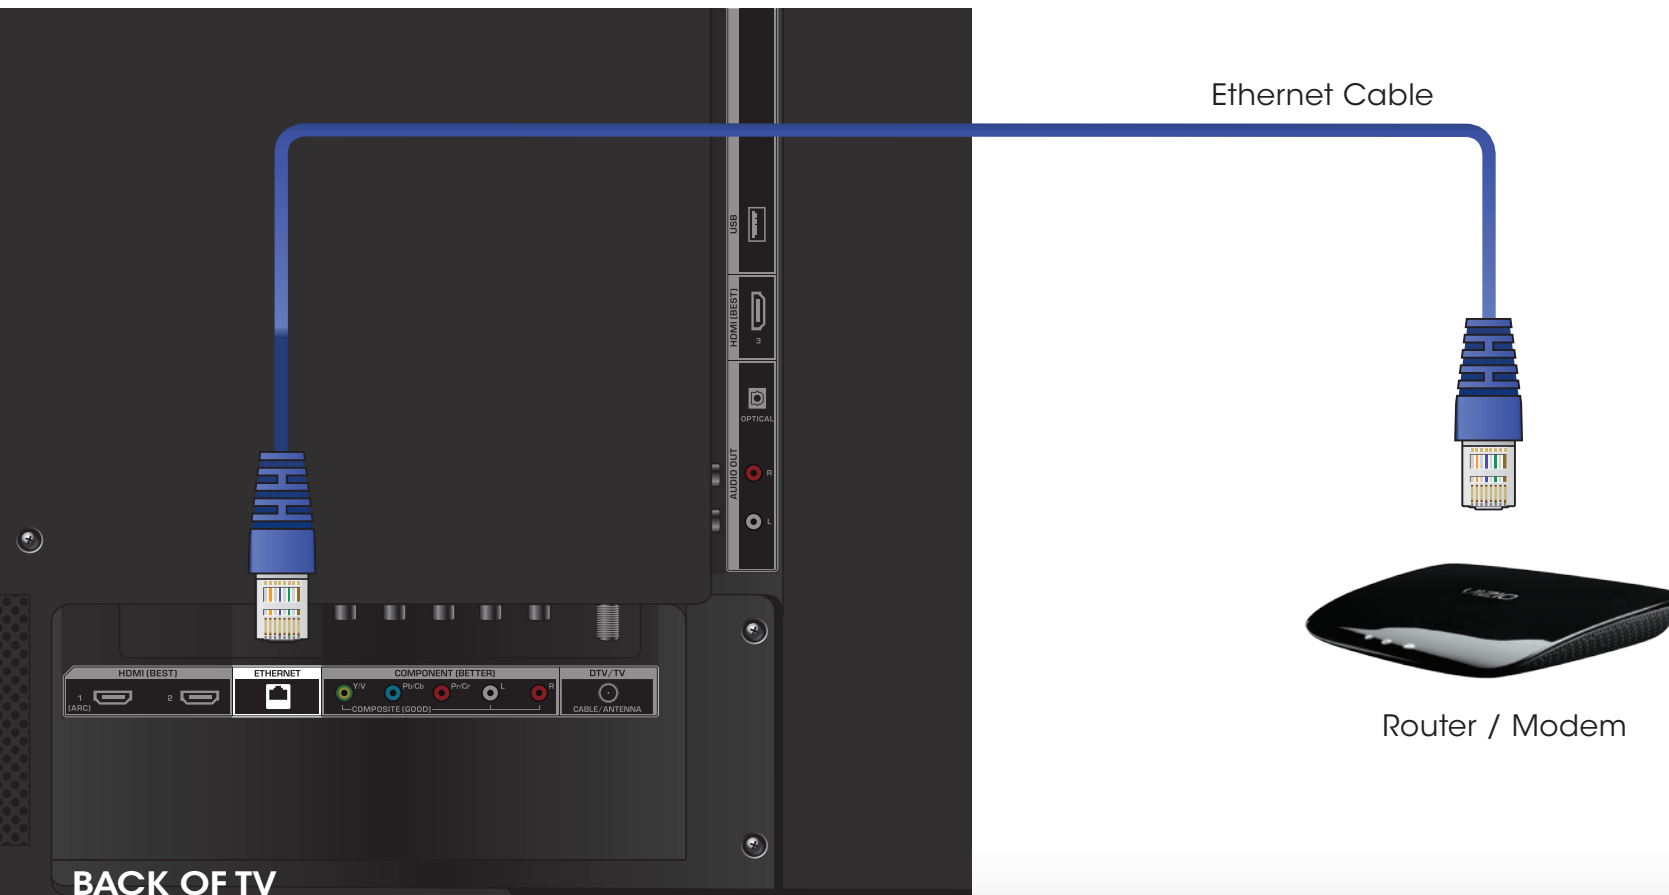 Ethernet Cable
USB
HDMI (BEST)
3
OPTICAL
AUDIO OUT
R
L
HDMI (BEST)
1
(ARC)
2
ETHERNET
COMPONENT (BETTER)
Y/V
Pb/Cb
Pr/Cr
L
R
COMPOSITE (GOOD)
DTV/TV
CABLE/ANTENNA
VIZIO
Router / Modem
BACK OF TV